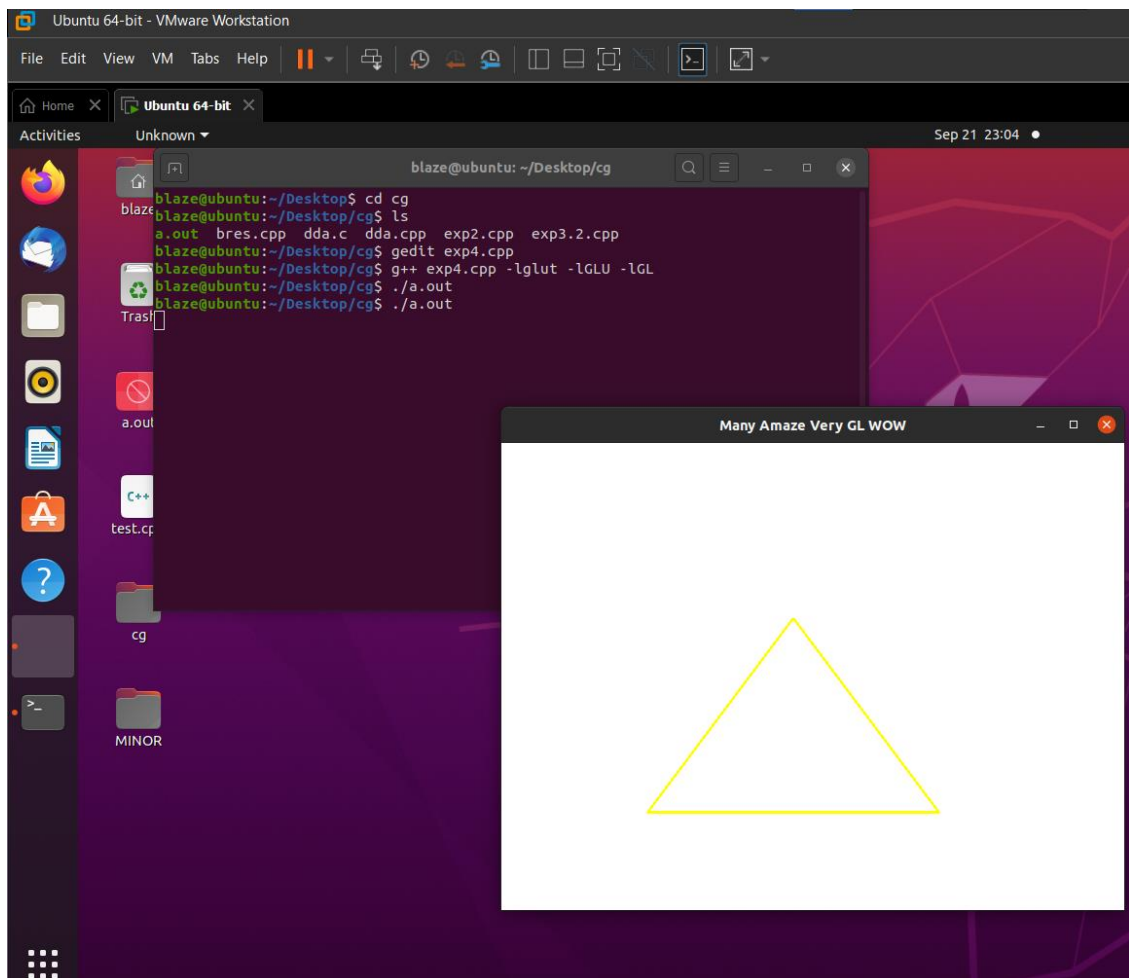 Ubuntu 64-bit - VMware Workstation
File Edit View VM Tabs Help
Home
Ubuntu 64-bit
Activities
Unknown
Sep 21 23:04
blaze@ubuntu: ~/Desktop/cg
blaze@ubuntu:~/Desktop$ cd cg
blaze@ubuntu:~/Desktop/cg$ ls
a.out bres.cpp dda.c dda.cpp exp2.cpp exp3.2.cpp
blaze@ubuntu:~/Desktop/cg$ gedit exp4.cpp
blaze@ubuntu:~/Desktop/cg$ g++ exp4.cpp -lglut -lGLU -lGL
blaze@ubuntu:~/Desktop/cg$ ./a.out
blaze@ubuntu:~/Desktop/cg$ ./a.out
blaze
Trash
a.out
C++
test.cp
cg
MINOR
Many Amaze Very GL WOW